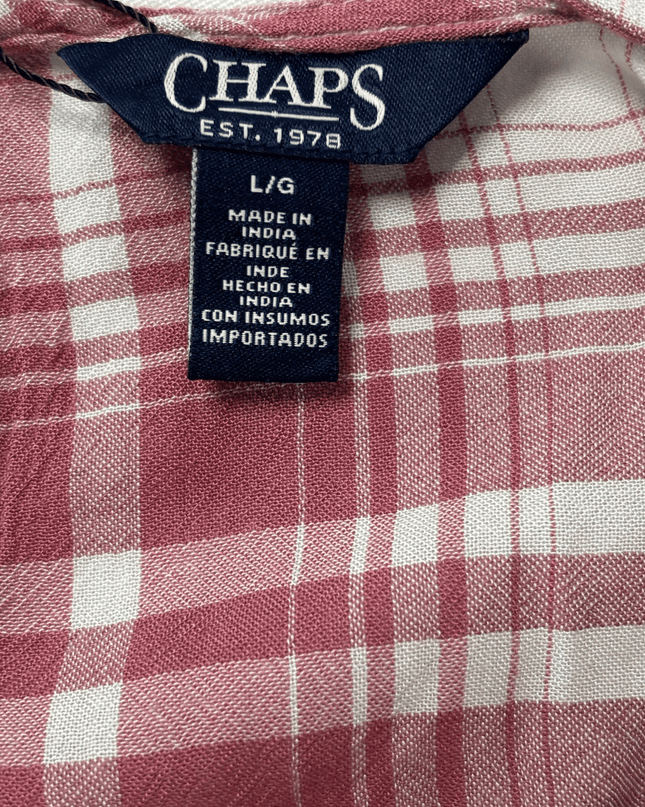 CHAPS
EST. 1978
L/G
MADE IN
INDIA
FABRIQUÉ EN
INDE
HECHO EN
INDIA
CON INSUMOS
IMPORTADOS